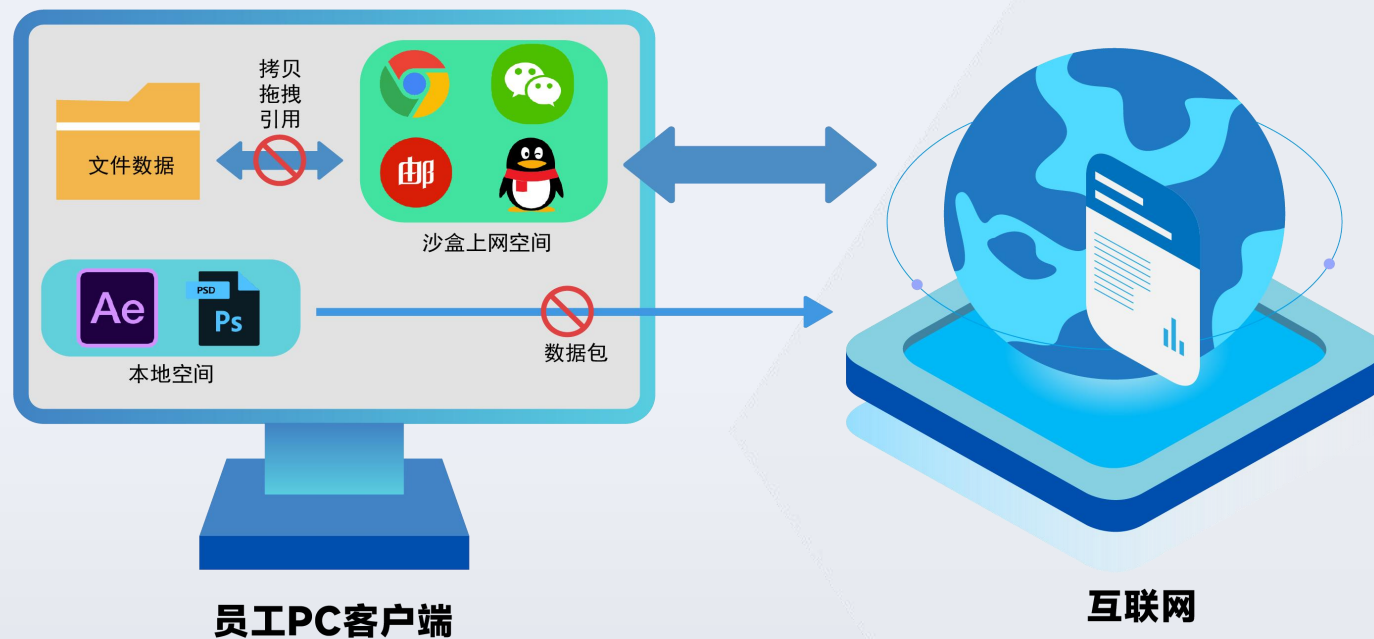 拷贝
拖拽
引用
文件数据
邮
沙盒上网空间
Ae
PSD
Ps
本地空间
数据包
员工PC客户端
互联网